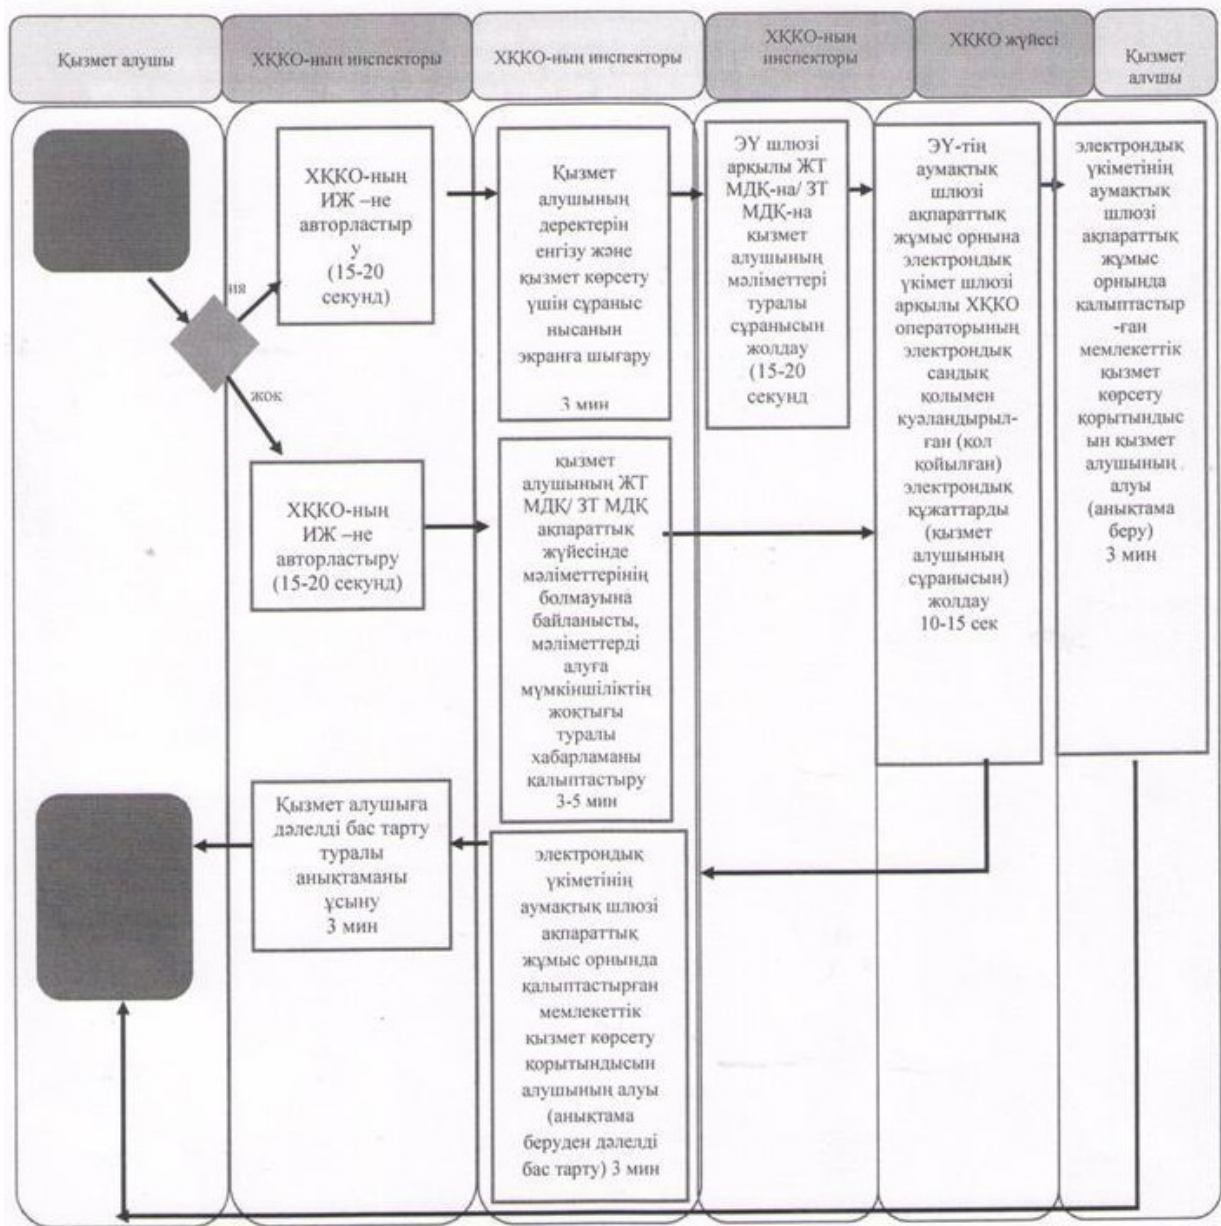 Қызмет алушы
ХҚКО-ның инспекторы
ХҚКО-ның инспекторы
ХҚКО-ның
инспекторы
ХҚКО жүйесі
Қызмет
алушы
ия
жоқ
ХҚКО-ның
ИЖ –не
авторластыр
у
(15-20
секунд)
Қызмет
алушының
деректерін
енгізу және
қызмет көрсету
үшін сұраныс
нысанын
экранға шығару
3 мин
ЭҮ шлюзі
арқылы ЖТ
МДҚ-на/ ЗТ
МДҚ-на
қызмет
алушының
мәліметтері
туралы
сұранысын
жолдау
(15-20
секунд
ЭҮ-тің
аумақтық
шлюзі
ақпараттық
жұмыс орнына
электрондық
үкімет шлюзі
арқылы ХҚКО
операторының
электрондық
сандық
қолымен
куәландырыл-
ған (қол
қойылған)
электрондық
құжаттарды
(қызмет
алушының
сұранысын)
жолдау
10-15 сек
электрондық
үкіметінің
аумақтық
шлюзі
ақпараттық
жұмыс
орнында
қалыптастыр
-ған
мемлекеттік
қызмет
көрсету
қорытындыс
ын қызмет
алушының
алуы
(анықтама
беру)
3 мин
ХҚКО-ның
ИЖ –не
авторластыру
(15-20 секунд)
қызмет
алушының ЖТ
МДҚ/ ЗТ МДҚ
ақпараттық
жүйесінде
мәліметтерінің
болмауына
байланысты,
мәліметтерді
алуға
мүмкіншіліктің
жоқтығы
туралы
хабарламаны
қалыптастыру
3-5 мин
Қызмет алушыға
дәлелді бас тарту
туралы
анықтаманы
ұсыну
3 мин
электрондық
үкіметінің
аумақтық шлюзі
ақпараттық
жұмыс орнында
қалыптастырған
мемлекеттік
қызмет көрсету
қорытындысын
алушының алуы
(анықтама
беруден дәлелді
бас тарту) 3 мин